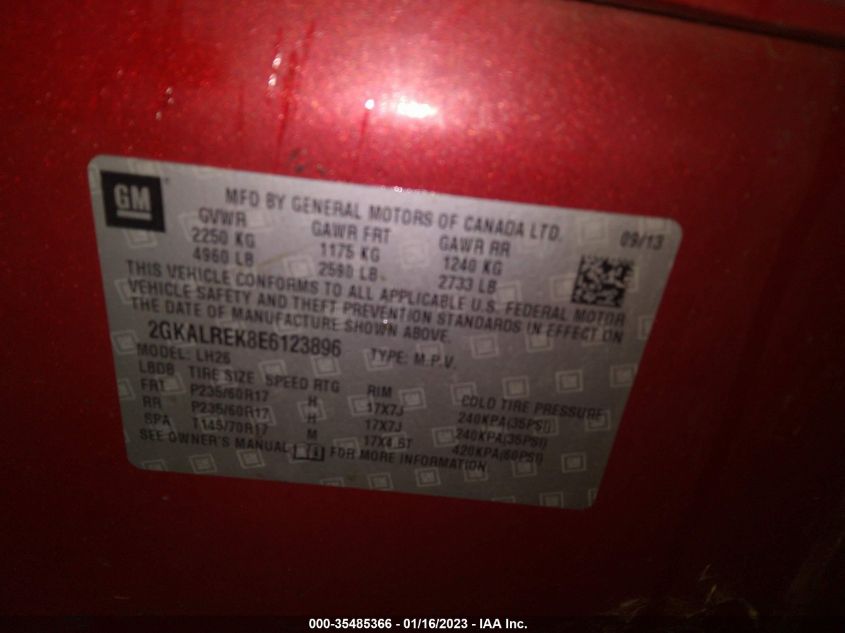 GM
MFD BY GENERAL MOTORS OF CANADA LTD. 09/13
GVWR GAWR FRT GAWR RR
2250 KG 1175 KG 1240 KG
4960 LB 2590 LB 2733 LB
THIS VEHICLE CONFORMS TO ALL APPLICABLE U.S. FEDERAL MOTOR
VEHICLE SAFETY AND THEFT PREVENTION STANDARDS IN EFFECT ON
THE DATE OF MANUFACTURE SHOWN ABOVE.
2GKALREK8E6123896 TYPE: M.P.V.
MODEL: LH26
LBDB TIRE SIZE SPEED RTG RIM COLD TIRE PRESSURE
FRT P235/60R17 H 17X7J 240KPA(35PSI)
RR P235/60R17 H 17X7J 240KPA(35PSI)
SPA T145/70R17 M 17X4.5T 420KPA(60PSI)
SEE OWNER'S MANUAL FOR MORE INFORMATION
000-35485366 - 01/16/2023 - IAA Inc.